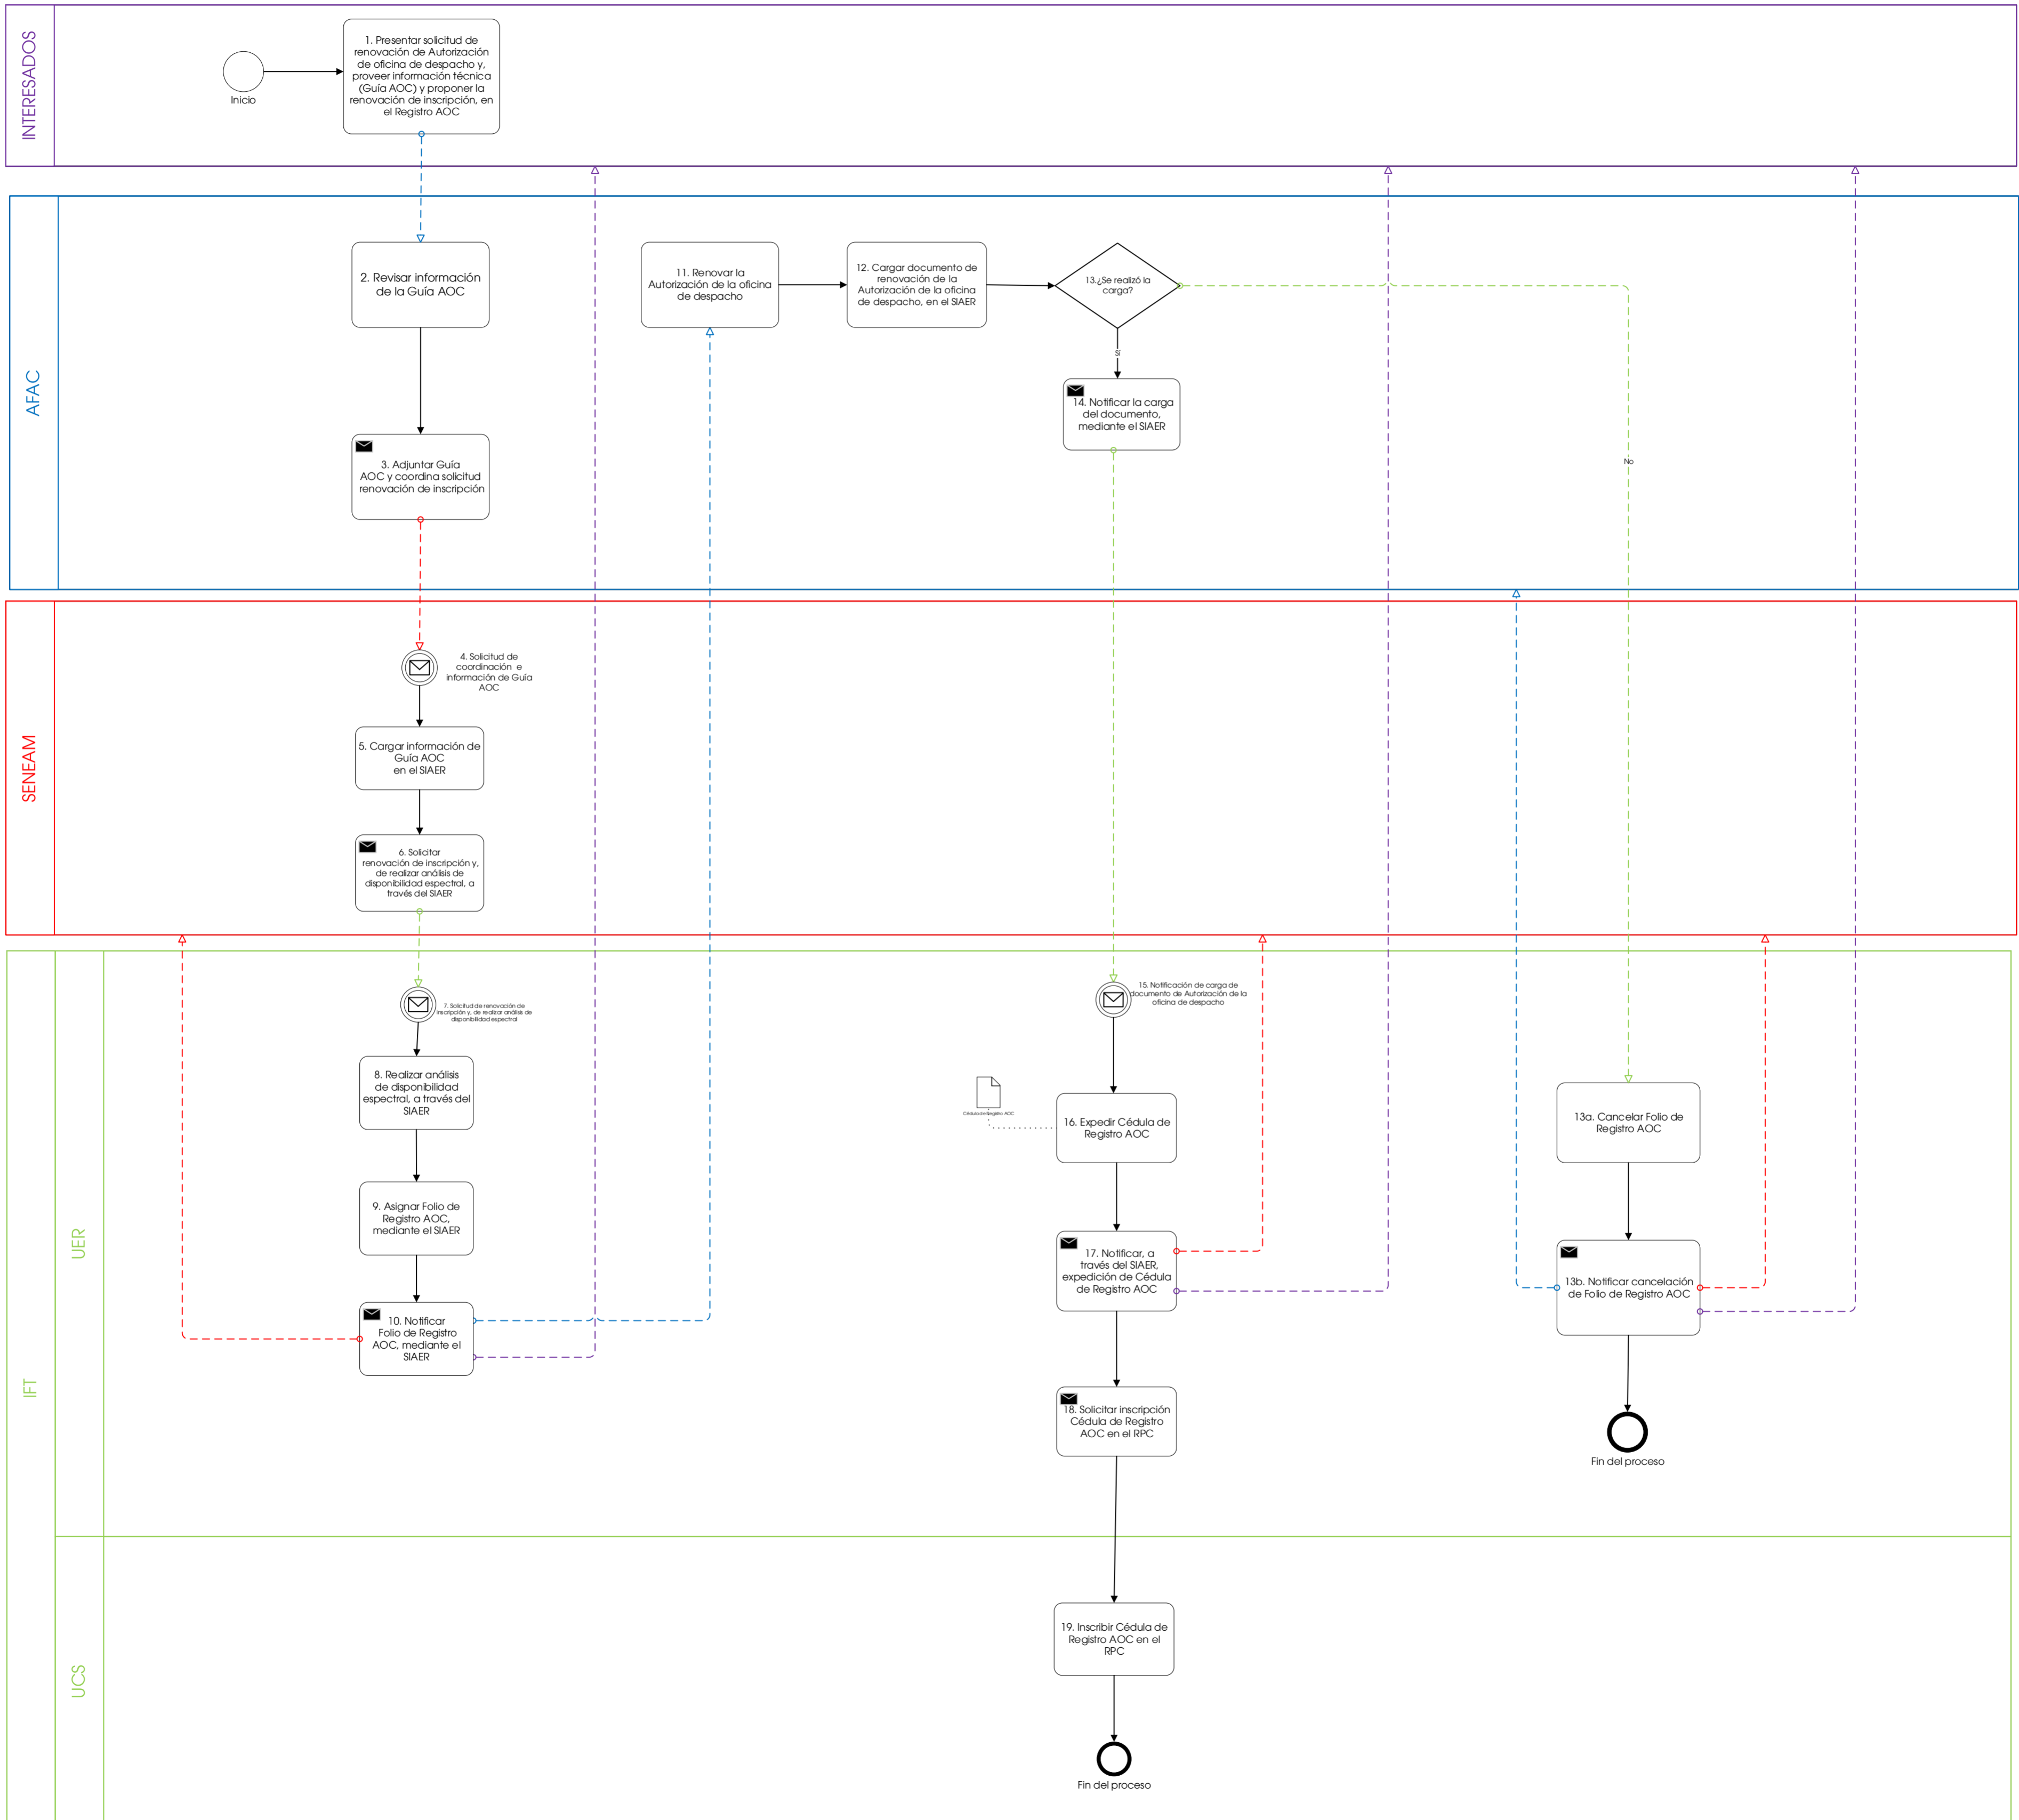 INTERESADOS
Inicio
1. Presentar solicitud de
renovación de Autorización
de oficina de despacho y,
proveer información técnica
(Guía AOC) y proponer la
renovación de inscripción, en
el Registro AOC
AFAC
2. Revisar información
de la Guía AOC
3. Adjuntar Guía
AOC y coordina solicitud
renovación de inscripción
11. Renovar la
Autorización de la oficina
de despacho
12. Cargar documento de
renovación de la
Autorización de la oficina
de despacho, en el SIAER
13.¿Se realizó la
carga?
Sí
14. Notificar la carga
del documento,
mediante el SIAER
No
SENEAM
4. Solicitud de
coordinación e
información de Guía
AOC
5. Cargar información de
Guía AOC
en el SIAER
6. Solicitar
renovación de inscripción y,
de realizar análisis de
disponibilidad espectral, a
través del SIAER
IFT
UER
7. Solicitud de renovación de
inscripción y, de realizar análisis de
disponibilidad espectral
8. Realizar análisis
de disponibilidad
espectral, a través del
SIAER
9. Asignar Folio de
Registro AOC,
mediante el SIAER
10. Notificar
Folio de Registro
AOC, mediante el
SIAER
15. Notificación de carga de
documento de Autorización de la
oficina de despacho
Cédula de Registro AOC
16. Expedir Cédula de
Registro AOC
17. Notificar, a
través del SIAER,
expedición de Cédula
de Registro AOC
18. Solicitar inscripción
Cédula de Registro
AOC en el RPC
13a. Cancelar Folio de
Registro AOC
13b. Notificar cancelación
de Folio de Registro AOC
Fin del proceso
UCS
19. Inscribir Cédula de
Registro AOC en el
RPC
Fin del proceso